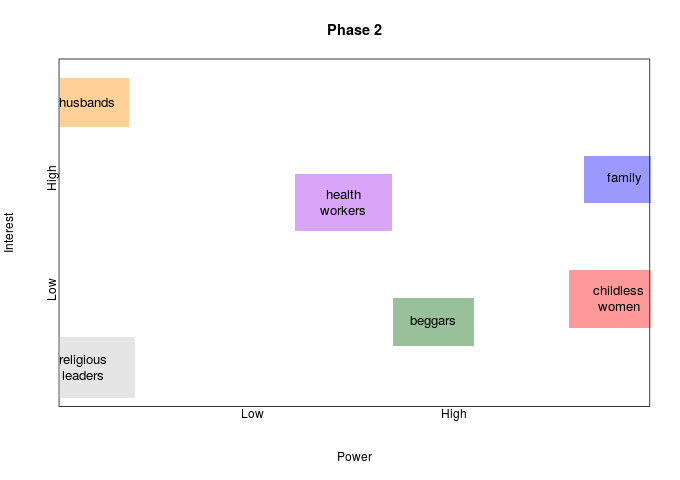 Phase 2
husbands
High
family
health
workers
Interest
Low
childless
women
beggars
religious
leaders
Low
High
Power